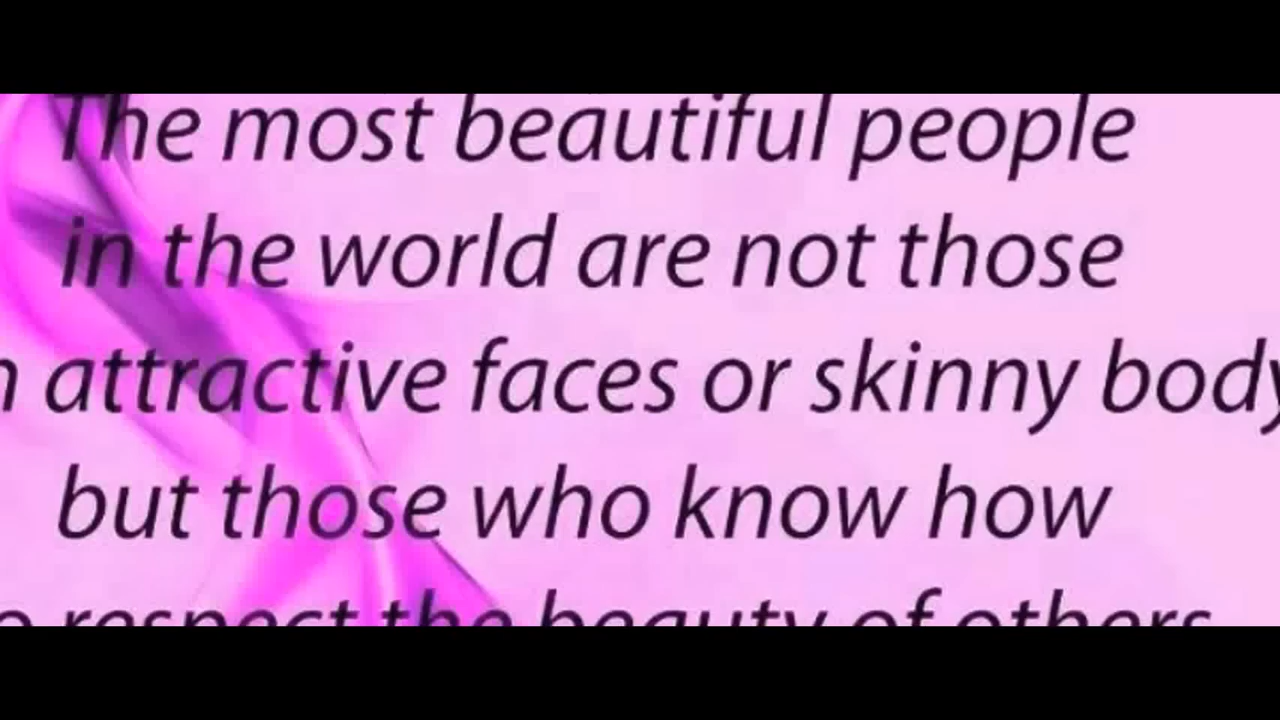 The most beautiful people
in the world are not those
attractive faces or skinny body
but those who know how
respect the beauty of others